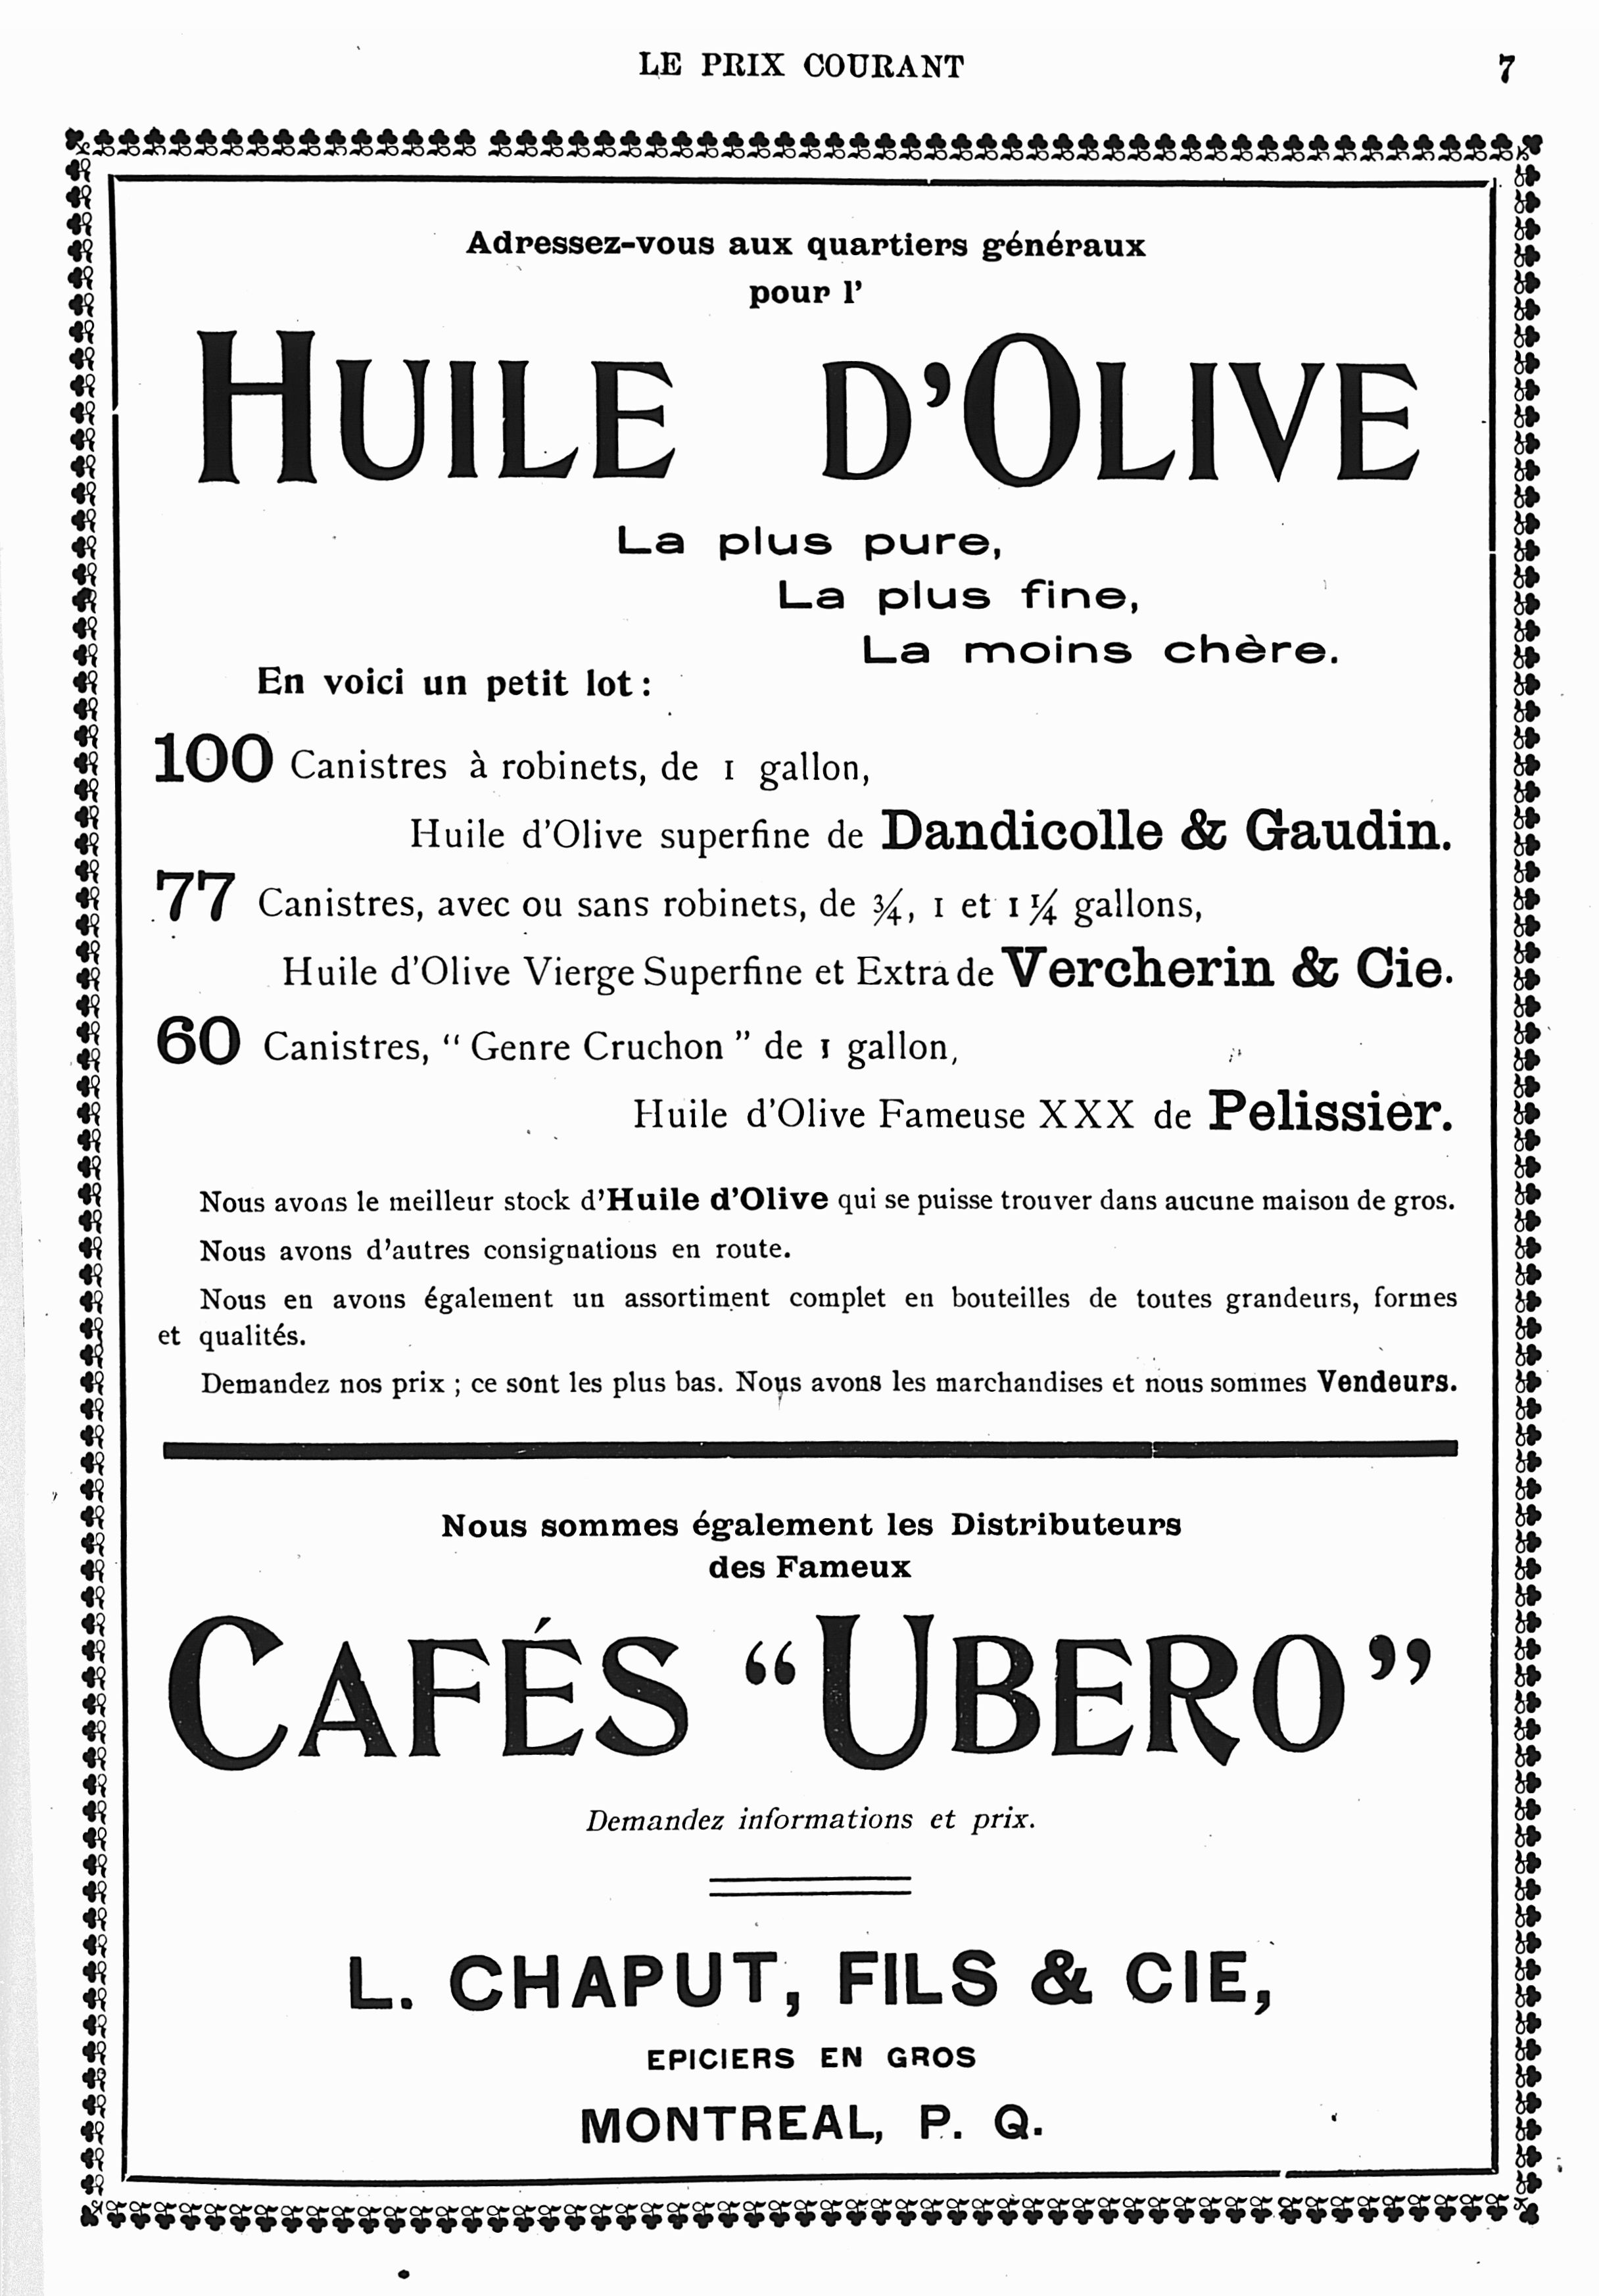 LE PRIX COURANT 7
Adressez-vous aux quartiers généraux
pour l'
HUILE D'OLIVE
La plus pure,
La plus fine,
La moins chère.
En voici un petit lot :
100 Canistres à robinets, de 1 gallon,
Huile d'Olive superfine de Dandicolle & Gaudin.
77 Canistres, avec ou sans robinets, de ¾, 1 et 1 ¼ gallons,
Huile d'Olive Vierge Superfine et Extra de Vercherin & Cie.
60 Canistres, " Genre Cruchon " de 1 gallon,
Huile d'Olive Fameuse XXX de Pelissier.
Nous avons le meilleur stock d'Huile d'Olive qui se puisse trouver dans aucune maison de gros.
Nous avons d'autres consignations en route.
Nous en avons également un assortiment complet en bouteilles de toutes grandeurs, formes
et qualités.
Demandez nos prix ; ce sont les plus bas. Nous avons les marchandises et nous sommes Vendeurs.
Nous sommes également les Distributeurs
des Fameux
CAFÉS "UBERO"
Demandez informations et prix.
L. CHAPUT, FILS & CIE,
EPICIERS EN GROS
MONTREAL, P. Q.